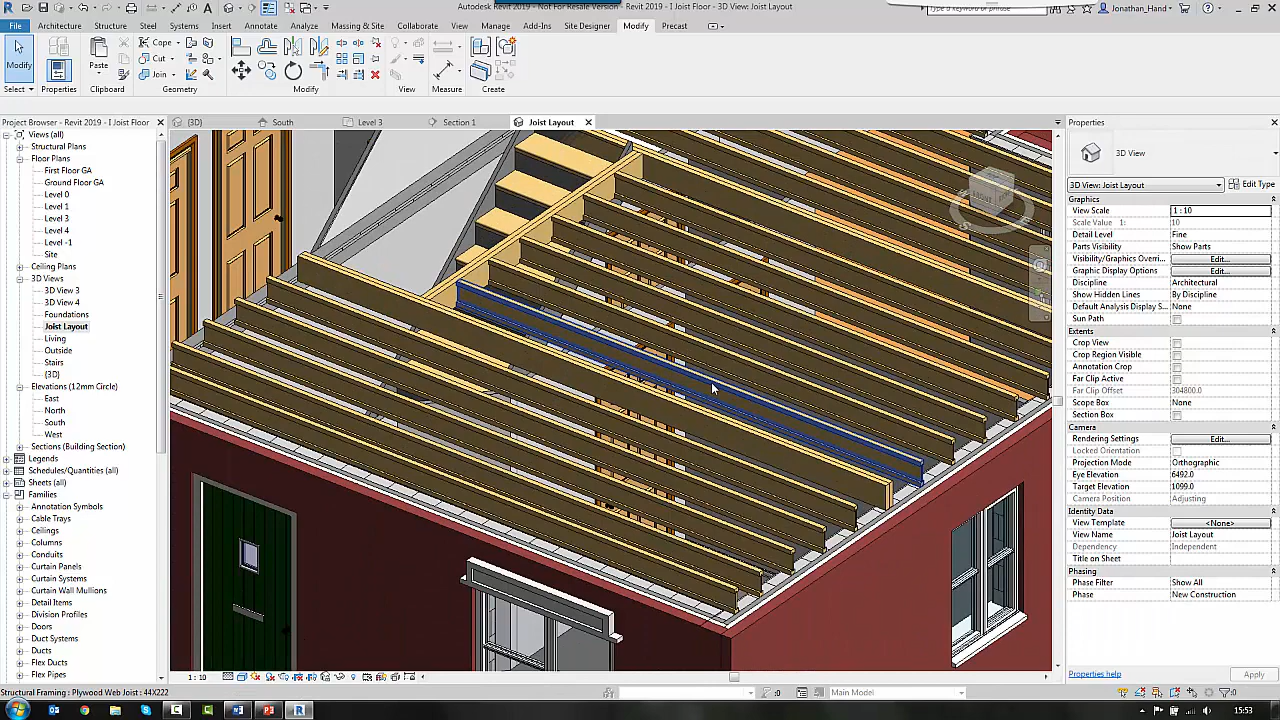 Autodesk Revit 2019 - Not For Resale Version - I Joist Floor - 3D View: Joist Layout
Type a keyword or phrase
Jonathan_Hand
File Architecture Structure Steel Systems Insert Annotate Analyze Massing & Site Collaborate Manage Add-Ins Site Designer Modify Precast
Modify
Paste
Cope
Cut
Join
Select Properties Clipboard Geometry Modify View Measure Create
Project Browser - Revit 2019 - I Joist Floor
{3D} South Level 3 Section 1 Joist Layout
Views (all)
Structural Plans
Floor Plans
First Floor GA
Ground Floor GA
Level 0
Level 1
Level 3
Level 4
Level -1
Site
Ceiling Plans
3D Views
3D View 3
3D View 4
Foundations
Joist Layout
Living
Outside
Stairs
{3D}
Elevations (12mm Circle)
East
North
South
West
Sections (Building Section)
Legends
Schedules/Quantities (all)
Sheets (all)
Families
Annotation Symbols
Cable Trays
Ceilings
Columns
Conduits
Curtain Panels
Curtain Systems
Curtain Wall Mullions
Detail Items
Division Profiles
Doors
Duct Systems
Ducts
Flex Ducts
Flex Pipes
Properties
3D View
3D View: Joist Layout Edit Type
Graphics
View Scale 1 : 10
Scale Value 1: 10
Detail Level Fine
Parts Visibility Show Parts
Visibility/Graphics Overri... Edit...
Graphic Display Options Edit...
Discipline Architectural
Show Hidden Lines By Discipline
Default Analysis Display S... None
Sun Path
Extents
Crop View
Crop Region Visible
Annotation Crop
Far Clip Active
Far Clip Offset 304800.0
Scope Box None
Section Box
Camera
Rendering Settings Edit...
Locked Orientation
Projection Mode Orthographic
Eye Elevation 6492.0
Target Elevation 1099.0
Camera Position Adjusting
Identity Data
View Template <None>
View Name Joist Layout
Dependency Independent
Title on Sheet
Phasing
Phase Filter Show All
Phase New Construction
Properties help Apply
1 : 10
Structural Framing : Plywood Web Joist : 44X222
:0
Main Model
:0
15:53